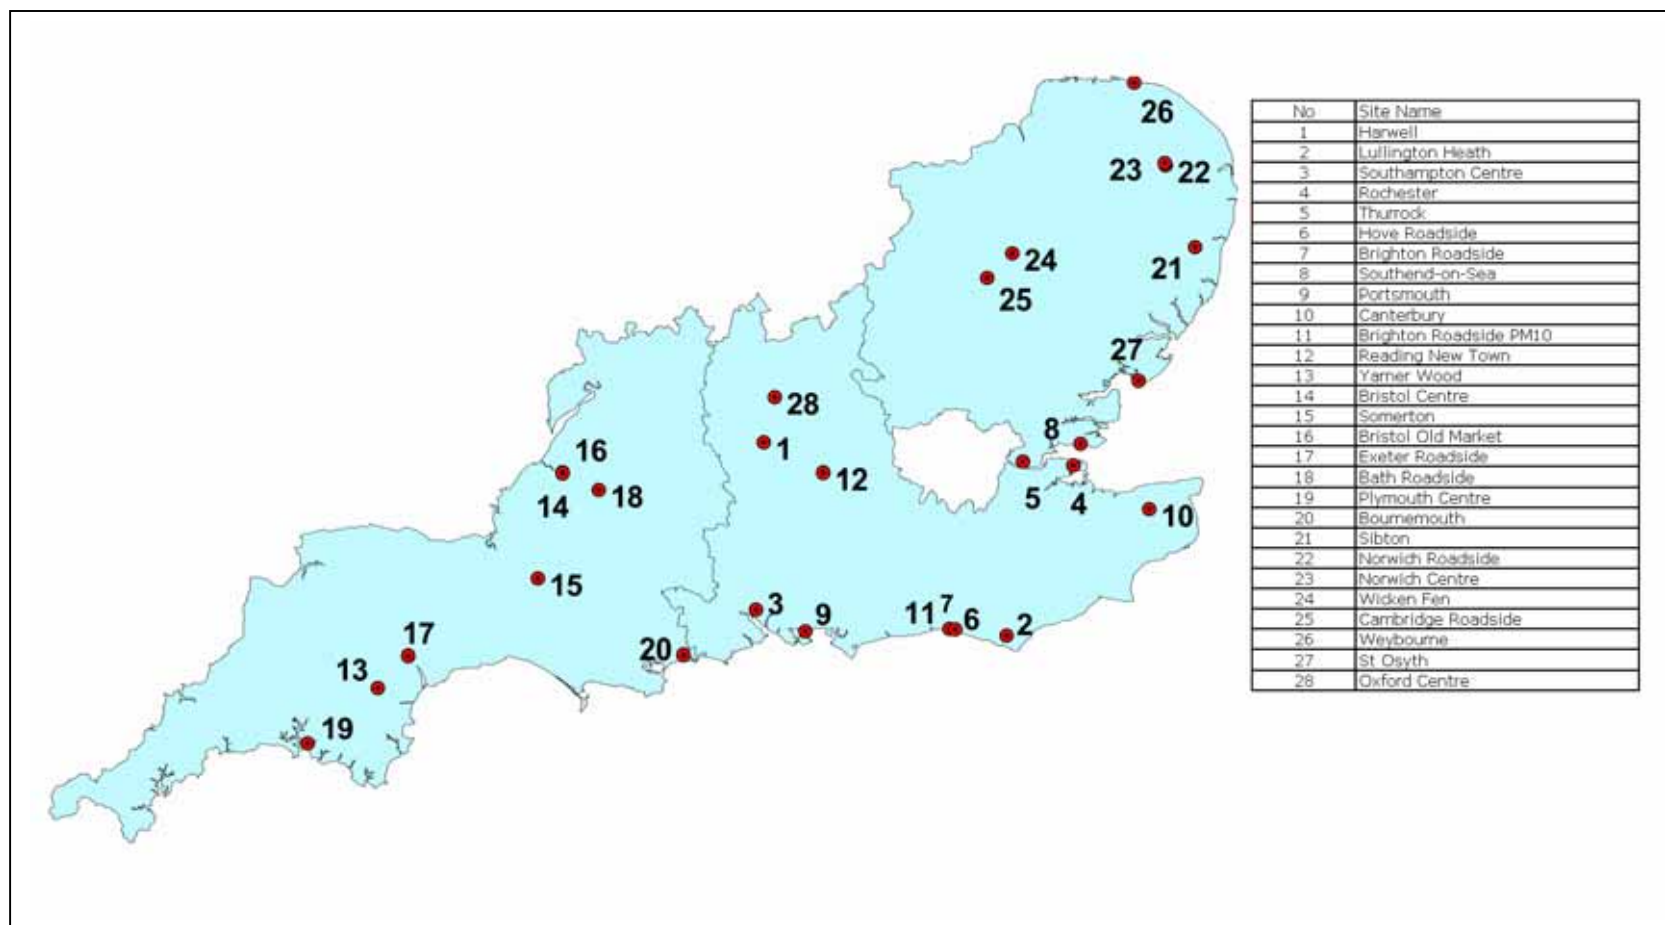 26
23
22
24
21
25
27
28
8
1
16
12
14
18
5
4
10
15
3
7
9
11
6
2
17
20
13
19
No Site Name
1 Harwell
2 Lullington Heath
3 Southampton Centre
4 Rochester
5 Thurrock
6 Hove Roadside
7 Brighton Roadside
8 Southend-on-Sea
9 Portsmouth
10 Canterbury
11 Brighton Roadside PM10
12 Reading New Town
13 Yarner Wood
14 Bristol Centre
15 Somerton
16 Bristol Old Market
17 Exeter Roadside
18 Bath Roadside
19 Plymouth Centre
20 Bournemouth
21 Sibton
22 Norwich Roadside
23 Norwich Centre
24 Wicken Fen
25 Cambridge Roadside
26 Weybourne
27 St Osyth
28 Oxford Centre